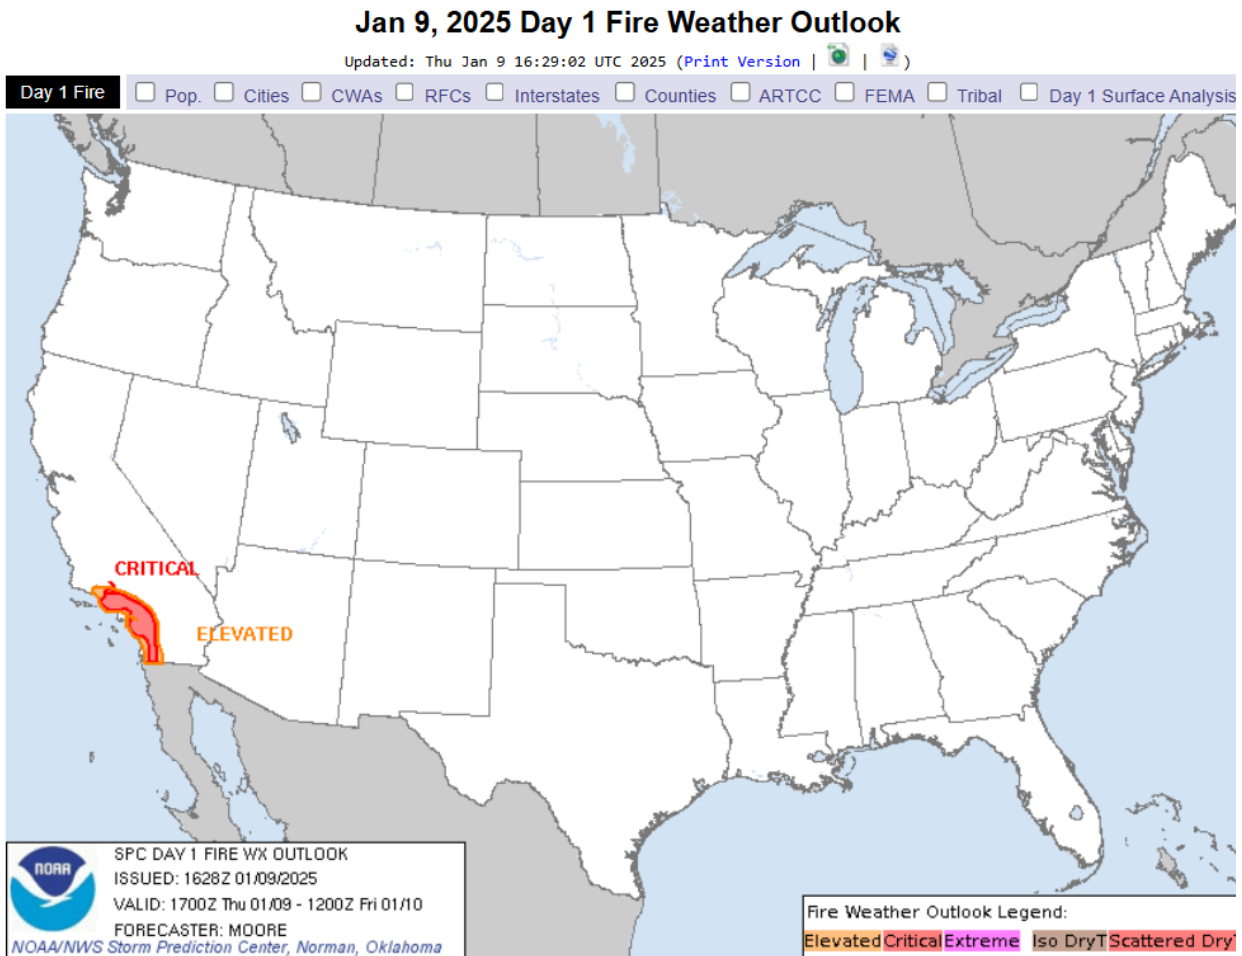 Jan 9, 2025 Day 1 Fire Weather Outlook
Updated: Thu Jan 9 16:29:02 UTC 2025 (Print Version | | )
Day 1 Fire Pop. Cities CWAs RFCs Interstates Counties ARTCC FEMA Tribal Day 1 Surface Analysis
CRITICAL
ELEVATED
NOAA
SPC DAY 1 FIRE WX OUTLOOK
ISSUED: 1628Z 01/09/2025
VALID: 1700Z Thu 01/09 - 1200Z Fri 01/10
FORECASTER: MOORE
NOAA/NWS Storm Prediction Center, Norman, Oklahoma
Fire Weather Outlook Legend:
Elevated Critical Extreme Iso DryT Scattered DryT